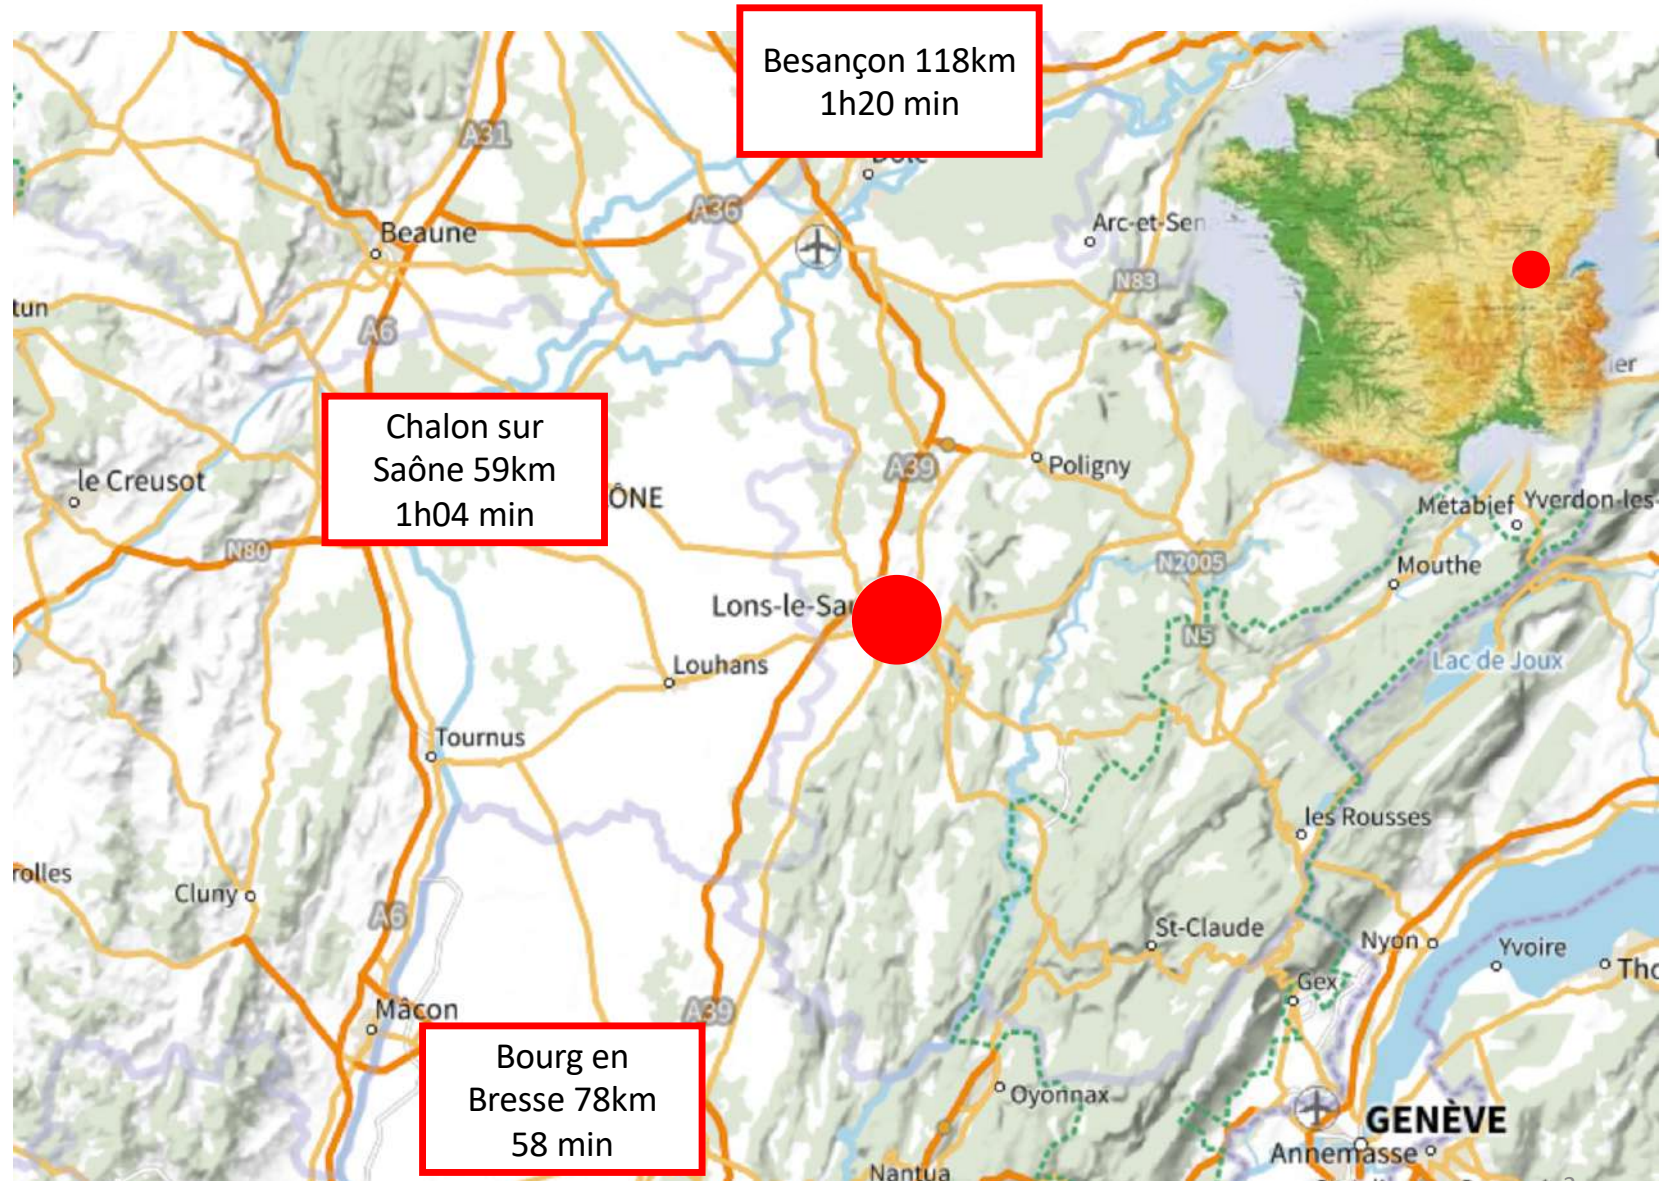 Besançon 118km
1h20 min
A31
A36
Beaune
Arc-et-Sen
N83
tun
A6
ier
Chalon sur
Saône 59km
1h04 min
A39
Poligny
le Creusot
ÔNE
Métabief
Yverdon-les-
N80
N2005
Mouthe
Lons-le-Sau
N5
Louhans
Lac de Joux
Tournus
les Rousses
rolles
Cluny
A6
St-Claude
Nyon
Yvoire
Tho
Gex
Mâcon
A39
Bourg en
Bresse 78km
58 min
Oyonnax
GENÈVE
Annemasse
Nantua